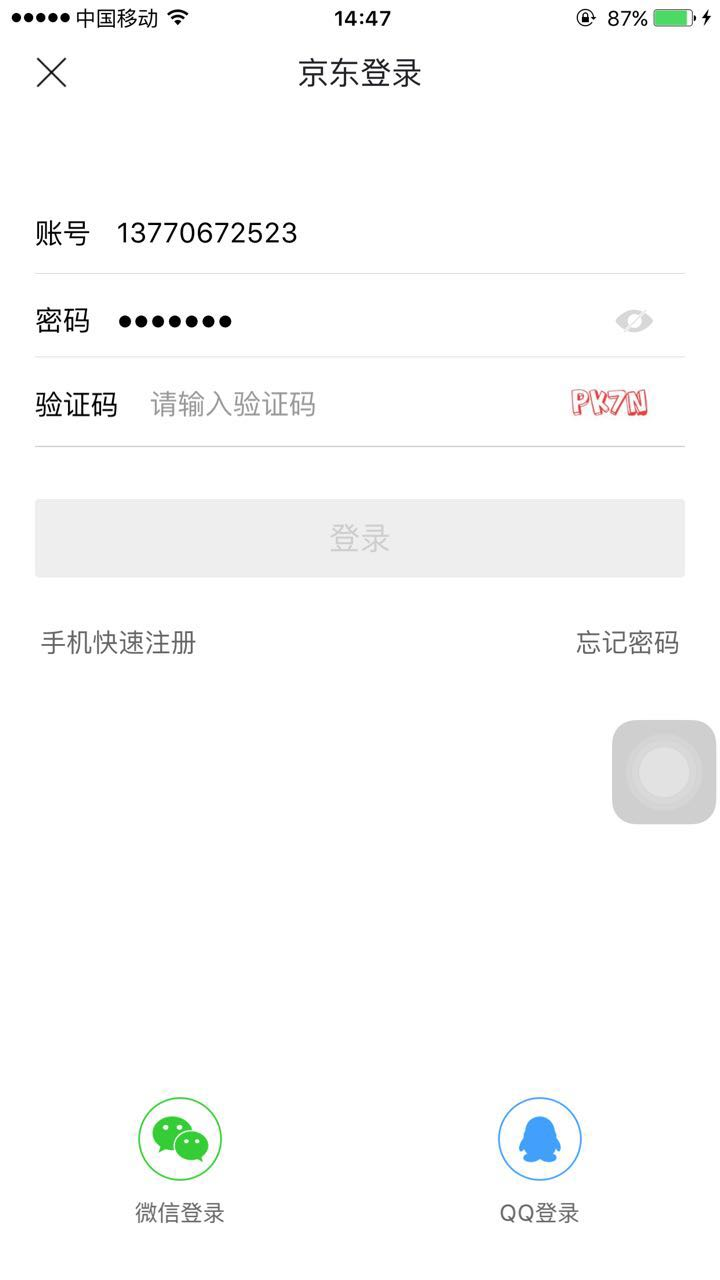 中国移动 14:47 87%
京东登录
账号 13770672523
密码 •••••••
验证码 请输入验证码 PK7N
登录
手机快速注册 忘记密码
微信登录 QQ登录